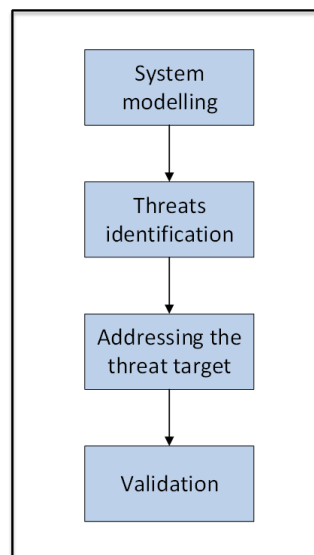 System
modelling
Threats
identification
Addressing the
threat target
Validation